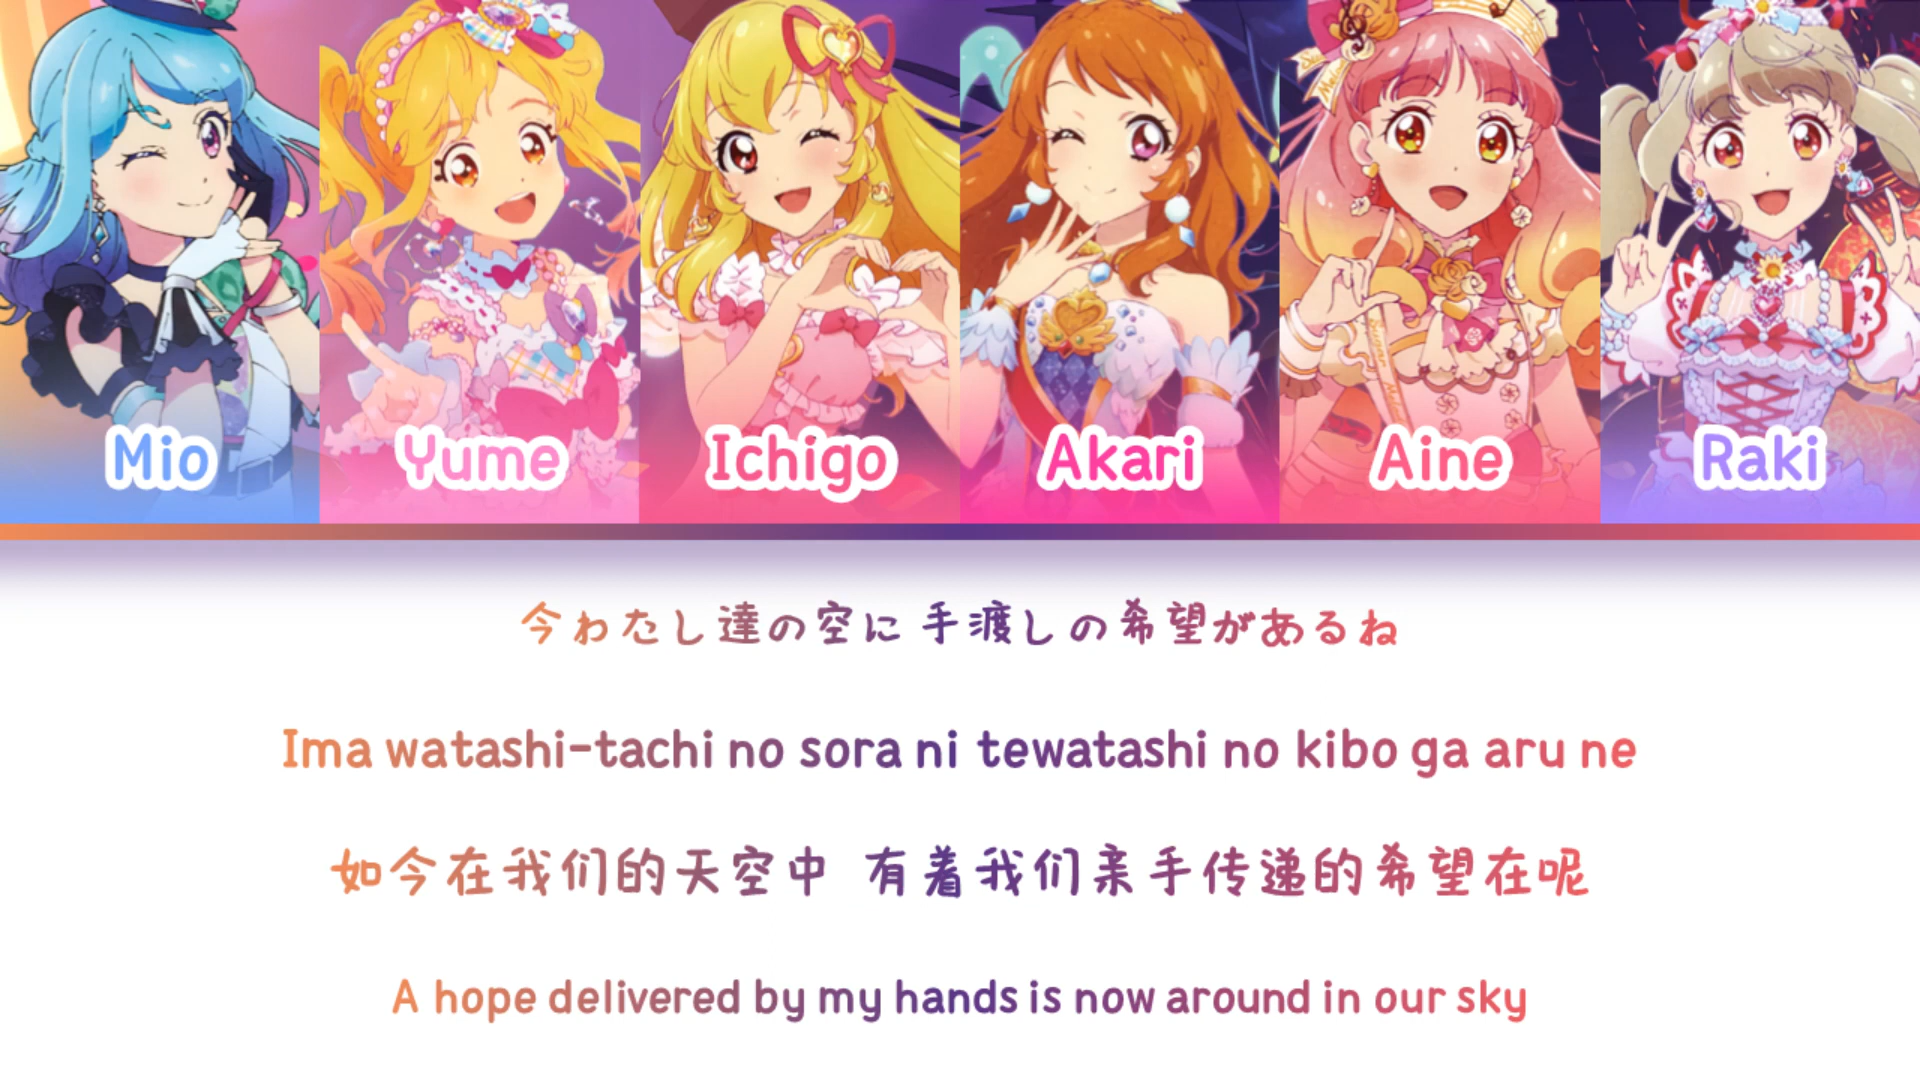 Mio Yume Ichigo Akari Aine Raki
今わたし達の空に 手渡しの希望があるね
Ima watashi-tachi no sora ni tewatashi no kibo ga aru ne
如今在我们的天空中 有着我们亲手传递的希望在呢
A hope delivered by my hands is now around in our sky